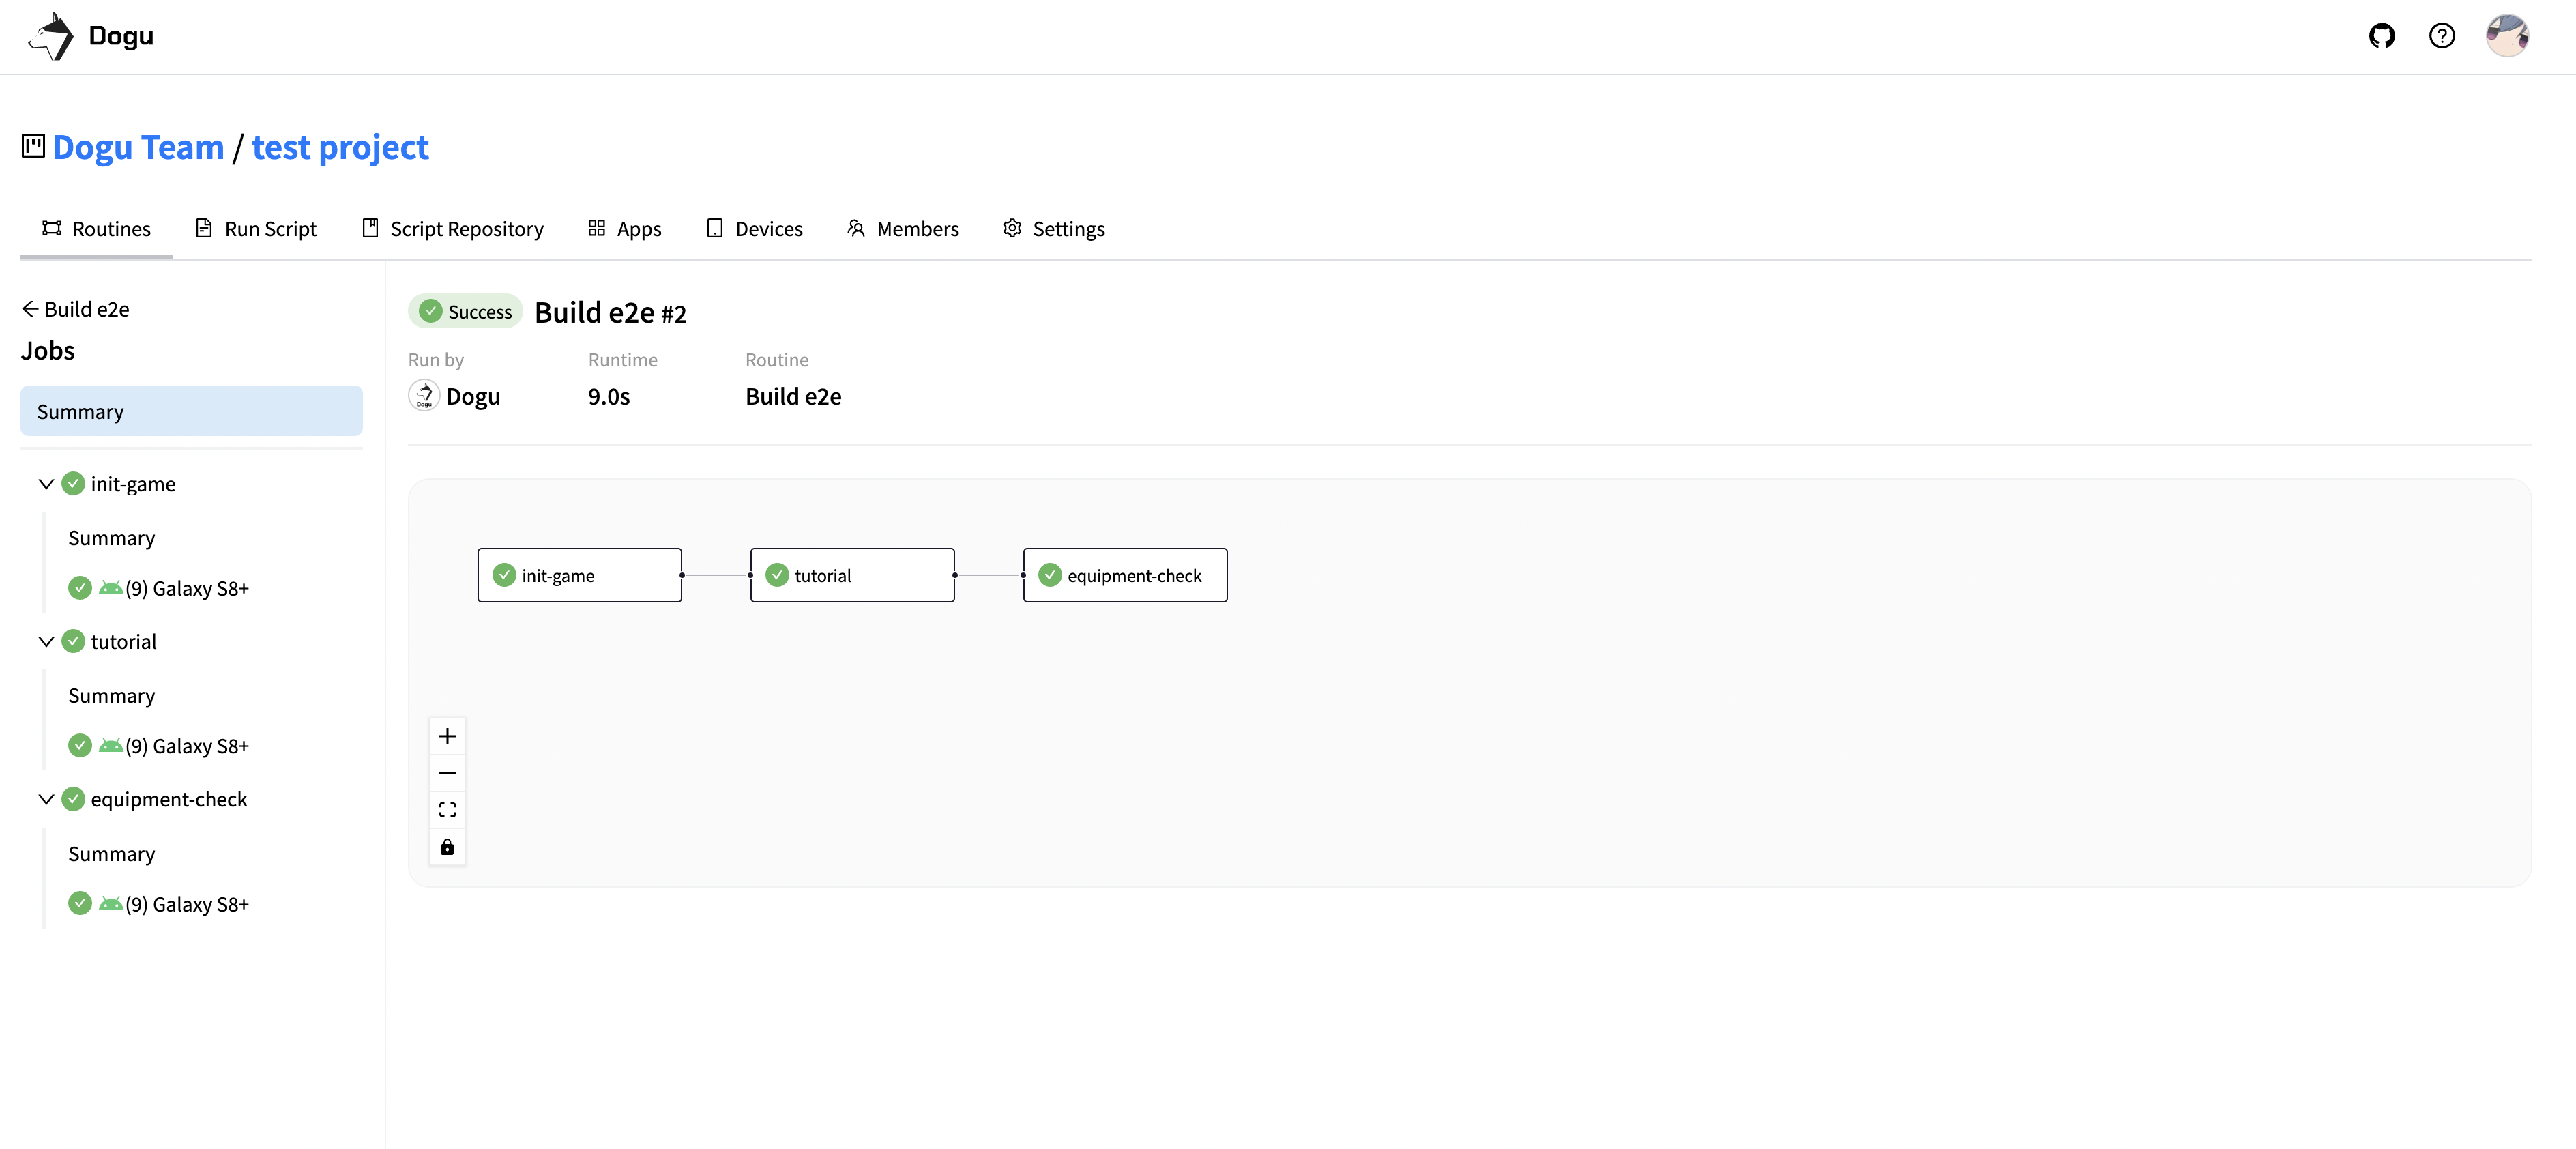 Dogu
Dogu Team / test project
Routines
Run Script
Script Repository
Apps
Devices
Members
Settings
Build e2e
Jobs
Summary
init-game
Summary
(9) Galaxy S8+
tutorial
Summary
(9) Galaxy S8+
equipment-check
Summary
(9) Galaxy S8+
Success
Build e2e #2
Run by
Runtime
Routine
Dogu
Dogu
9.0s
Build e2e
init-game
tutorial
equipment-check